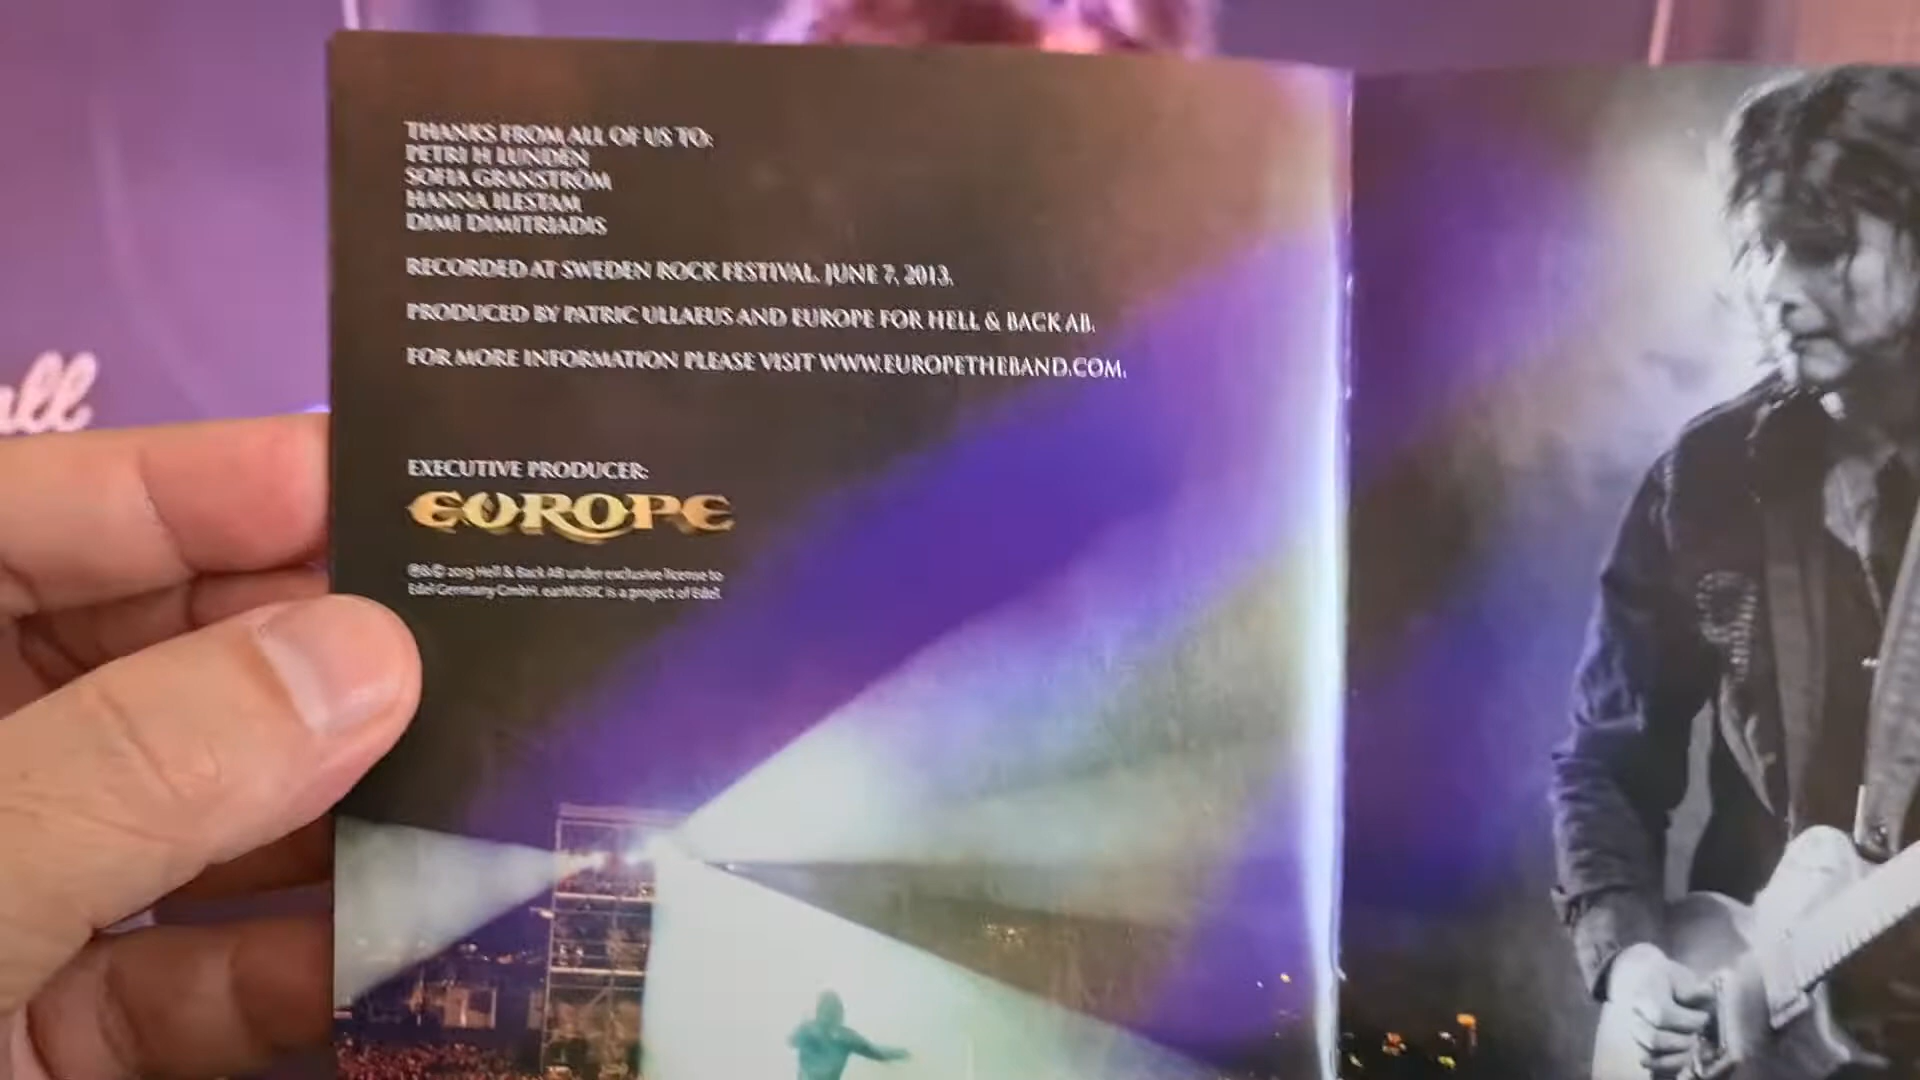 all
THANKS FROM ALL OF US TO:
PETRI H LUNDEN
SOFIA GRANSTRÖM
HANNA ILESTAM
DIMI DIMITRIADIS
RECORDED AT SWEDEN ROCK FESTIVAL, JUNE 7, 2013.
PRODUCED BY PATRIC ULLAEUS AND EUROPE FOR HELL & BACK AB.
FOR MORE INFORMATION PLEASE VISIT WWW.EUROPETHEBAND.COM.
EXECUTIVE PRODUCER:
EUROPE
℗&© 2013 Hell & Back AB under exclusive license to
Edel Germany GmbH. earMUSIC is a project of Edel.